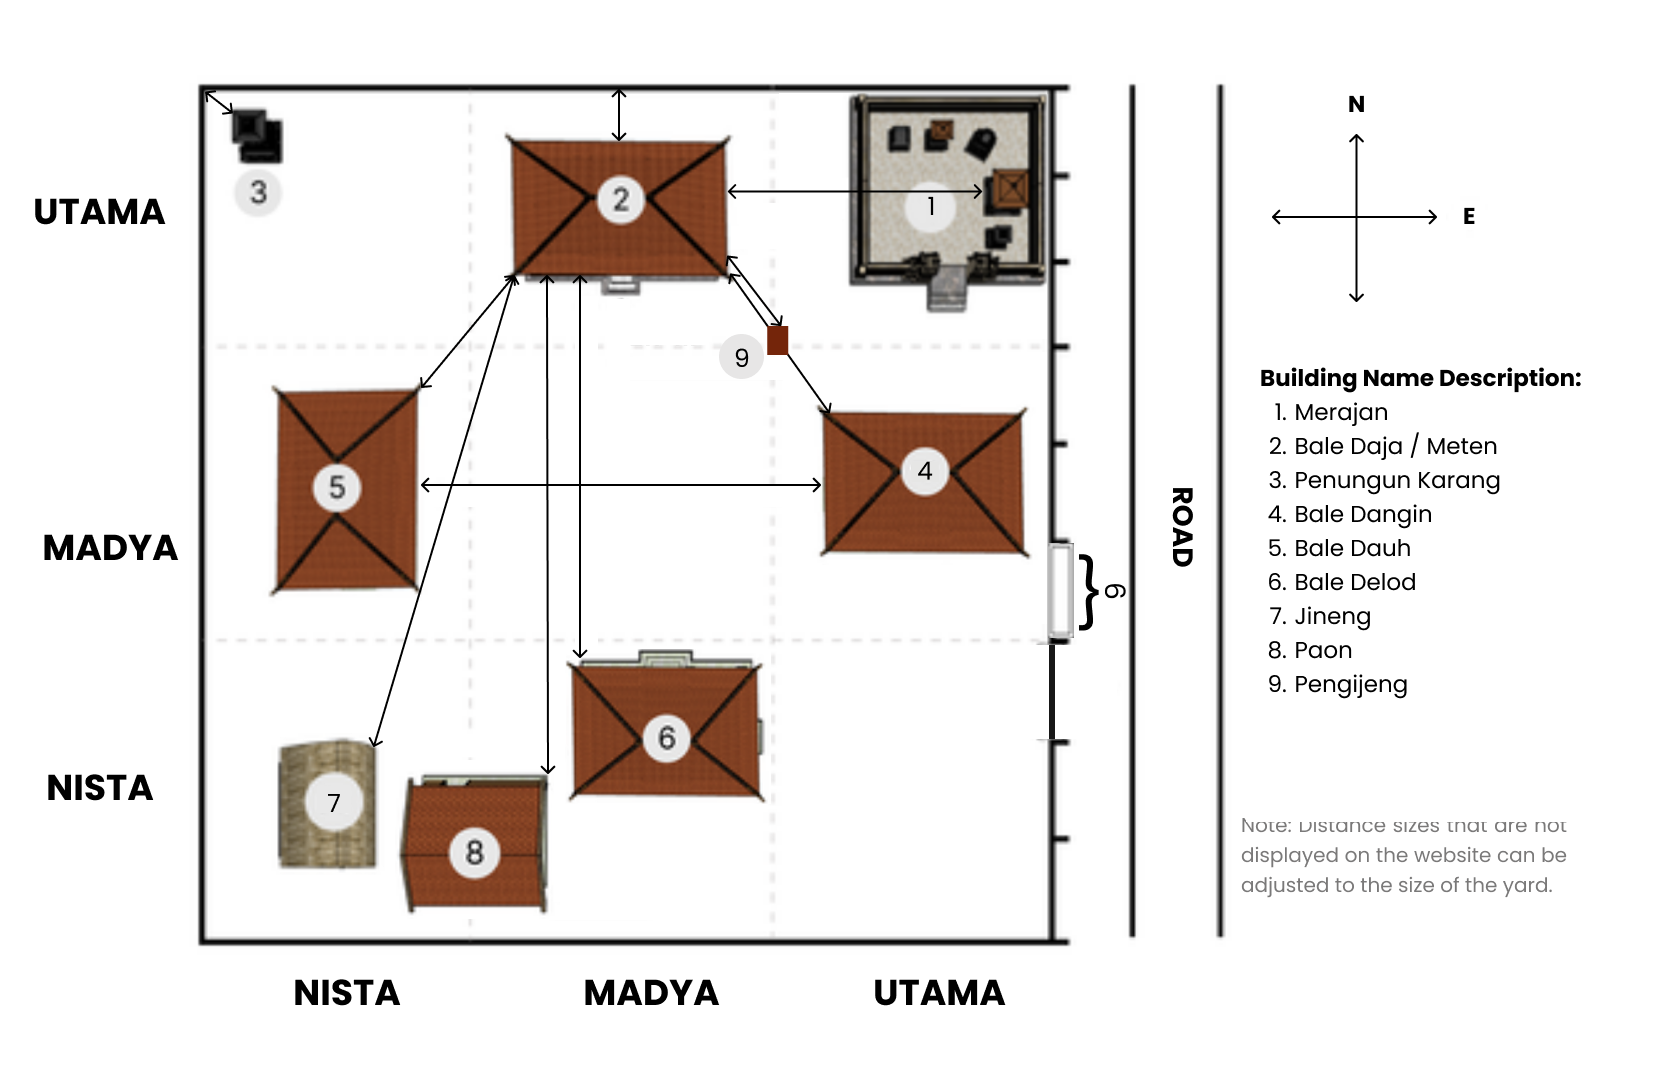 N
E
UTAMA
MADYA
NISTA
1
2
3
4
5
6
7
8
9
6
ROAD
Building Name Description:
1. Merajan
2. Bale Daja / Meten
3. Penungun Karang
4. Bale Dangin
5. Bale Dauh
6. Bale Delod
7. Jineng
8. Paon
9. Pengijeng
Note: Distance sizes that are not
displayed on the website can be
adjusted to the size of the yard.
NISTA
MADYA
UTAMA